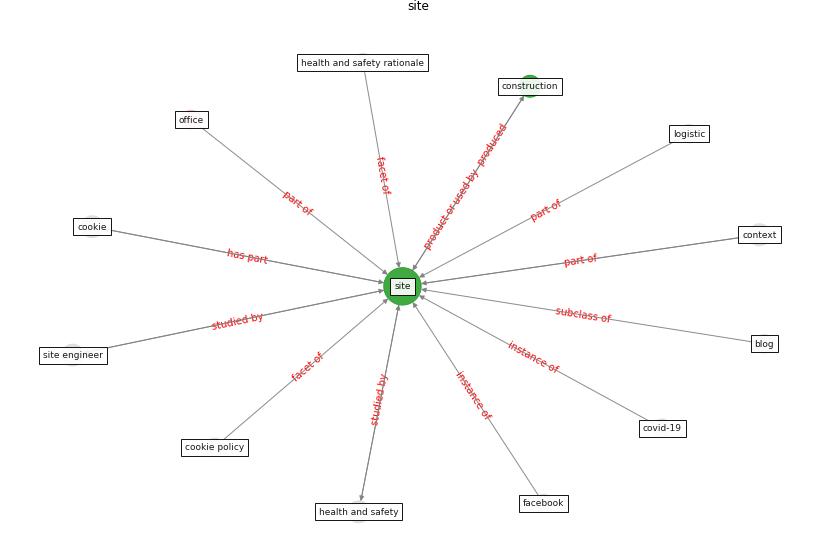 site
health and safety rationale
construction
office
logistic
facet of
product or used by produced
part of
part of
cookie
context
has part
part of
site
subclass of
studied by
blog
site engineer
facet of
instance of
studied by
instance of
covid-19
cookie policy
facebook
health and safety